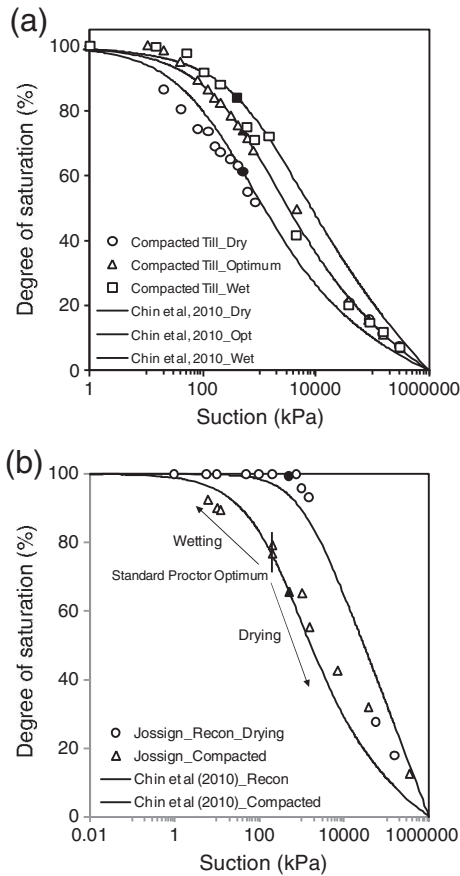 (a)
100
80
60
40
20
0
Degree of saturation (%)
Compacted Till_Dry
Compacted Till_Optimum
Compacted Till_Wet
Chin et al, 2010_Dry
Chin et al, 2010_Opt
Chin et al, 2010_Wet
1
100
10000
1000000
Suction (kPa)
(b)
100
80
60
40
20
0
Degree of saturation (%)
Wetting
Standard Proctor Optimum
Drying
Jossign_Recon_Drying
Jossign_Compacted
Chin et al (2010)_Recon
Chin et al (2010)_Compacted
0.01
1
100
10000
1000000
Suction (kPa)